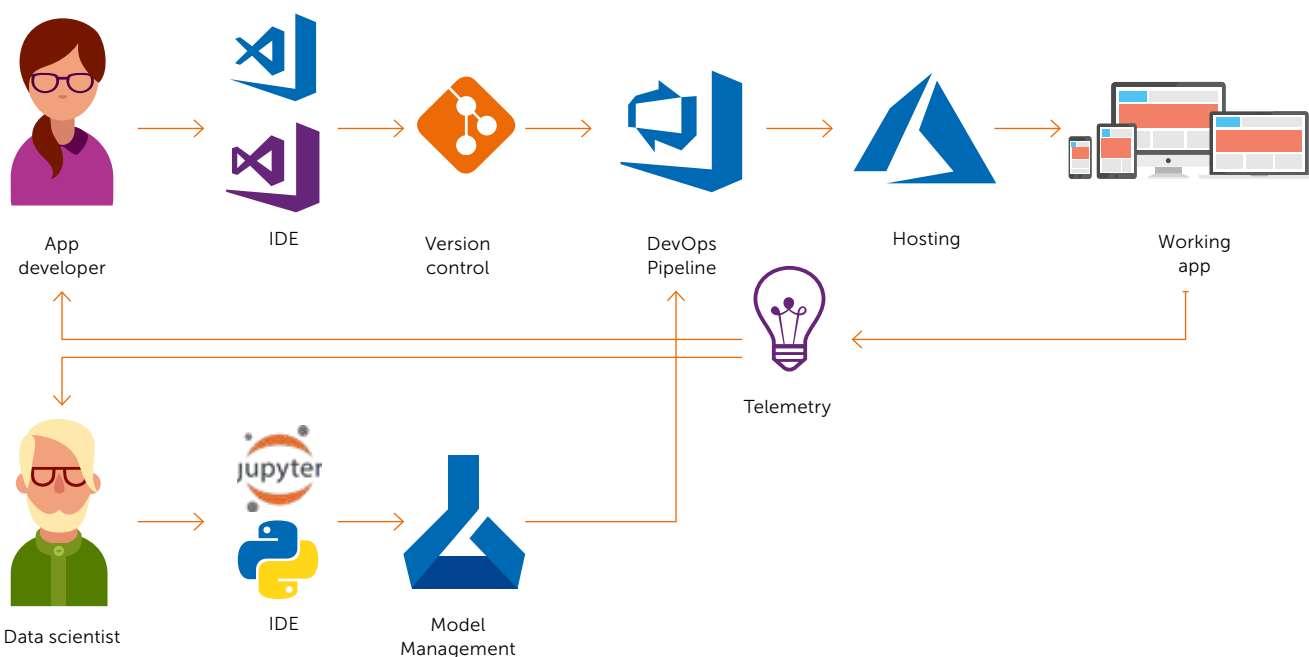 App
developer
IDE
Version
control
DevOps
Pipeline
Hosting
Working
app
Telemetry
Data scientist
jupyter
IDE
Model
Management